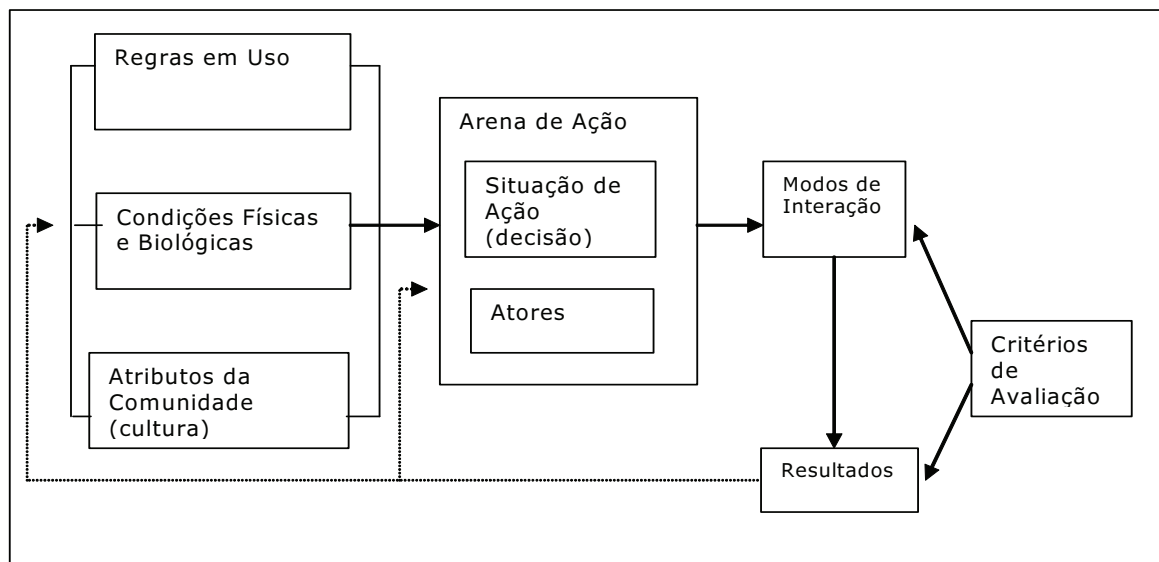 Regras em Uso
Condições Físicas
e Biológicas
Atributos da
Comunidade
(cultura)
Arena de Ação
Situação de
Ação
(decisão)
Atores
Modos de
Interação
Resultados
Critérios
de
Avaliação